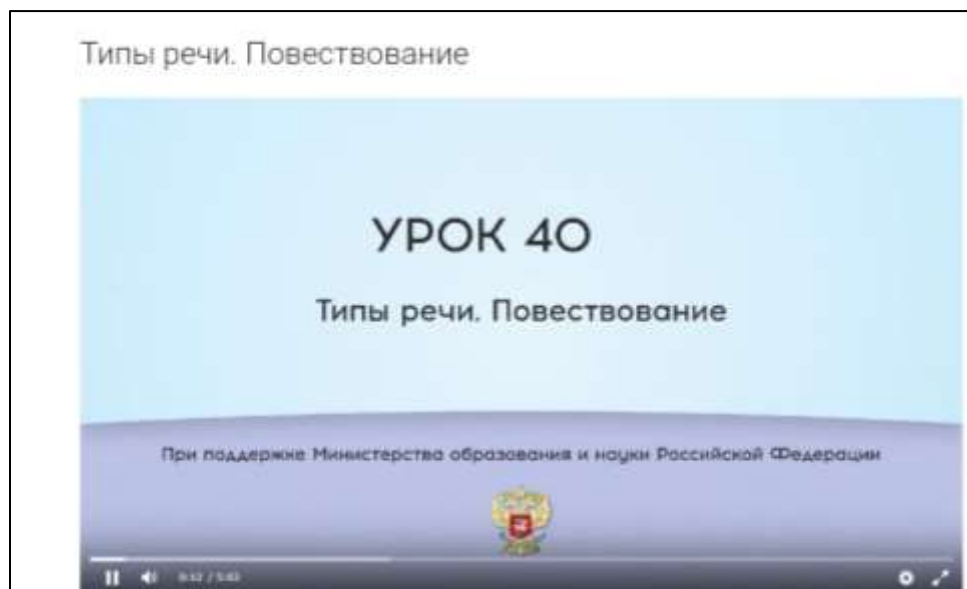 Типы речи. Повествование
УРОК 40
Типы речи. Повествование
При поддержке Министерства образования и науки Российской Федерации